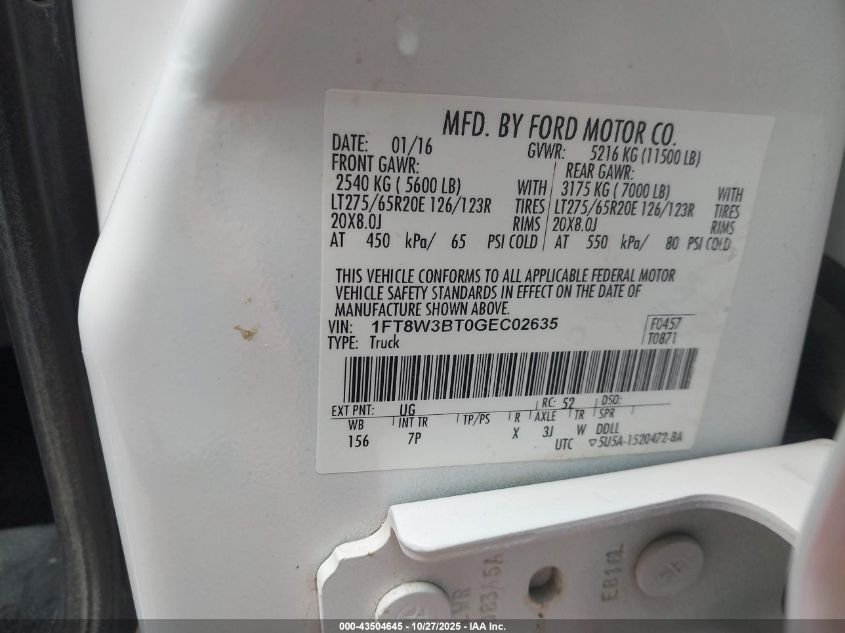 MFD. BY FORD MOTOR CO.
DATE: 01/16 GVWR: 5216 KG (11500 LB)
FRONT GAWR: REAR GAWR:
2540 KG ( 5600 LB) WITH 3175 KG ( 7000 LB) WITH
LT275/65R20E 126/123R TIRES LT275/65R20E 126/123R TIRES
20X8.0J RIMS 20X8.0J RIMS
AT 450 kPa/ 65 PSI COLD AT 550 kPa/ 80 PSI COLD
THIS VEHICLE CONFORMS TO ALL APPLICABLE FEDERAL MOTOR
VEHICLE SAFETY STANDARDS IN EFFECT ON THE DATE OF
MANUFACTURE SHOWN ABOVE.
VIN: 1FT8W3BT0GEC02635 F0457
TYPE: Truck T0871
EXT PNT: UG RC: 52 DSO:
WB INT TR TP/PS R AXLE TR SPR
156 7P X 3J W DDLL
UTC ▽5U5A-1520472-BA
000-43504645 | 10/27/2025 - IAA Inc.